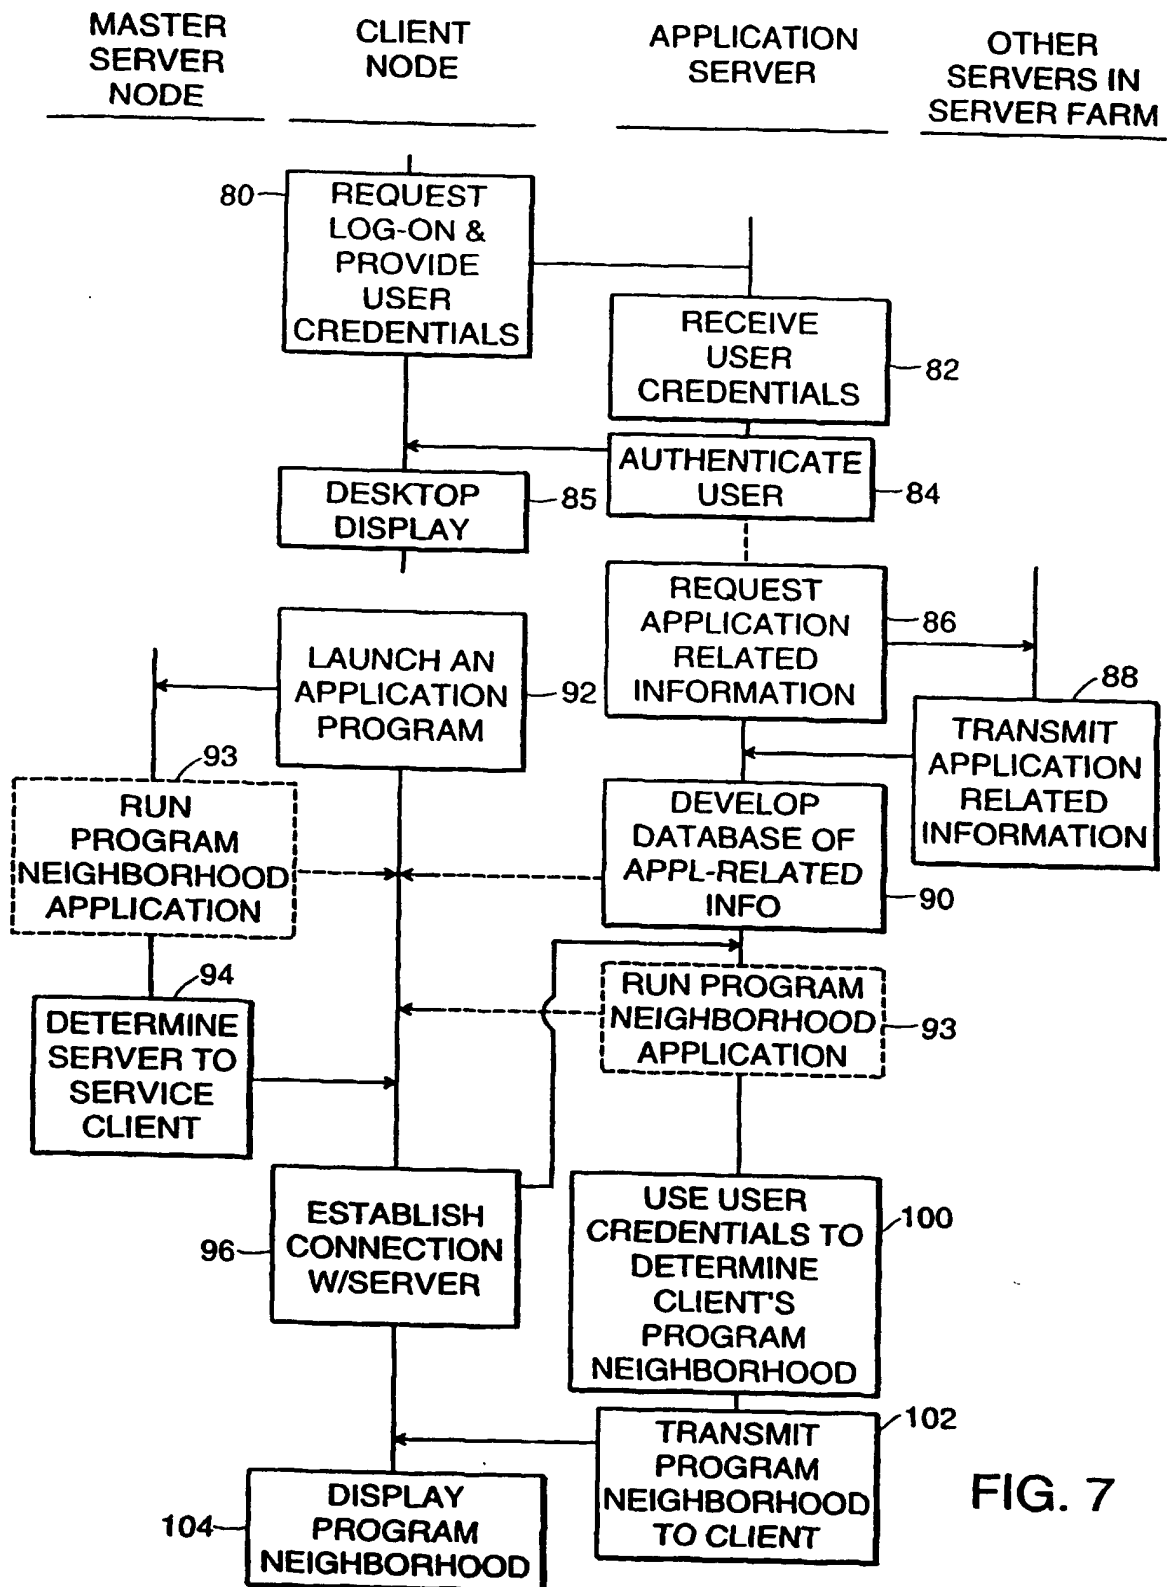 MASTER
SERVER
NODE
CLIENT
NODE
APPLICATION
SERVER
OTHER
SERVERS IN
SERVER FARM
80
REQUEST
LOG-ON &
PROVIDE
USER
CREDENTIALS
RECEIVE
USER
CREDENTIALS
82
AUTHENTICATE
USER
84
DESKTOP
DISPLAY
85
REQUEST
APPLICATION
RELATED
INFORMATION
86
88
TRANSMIT
APPLICATION
RELATED
INFORMATION
LAUNCH AN
APPLICATION
PROGRAM
92
93
RUN
PROGRAM
NEIGHBORHOOD
APPLICATION
DEVELOP
DATABASE OF
APPL-RELATED
INFO
90
94
DETERMINE
SERVER TO
SERVICE
CLIENT
RUN PROGRAM
NEIGHBORHOOD
APPLICATION
93
96
ESTABLISH
CONNECTION
W/SERVER
USE USER
CREDENTIALS TO
DETERMINE
CLIENT'S
PROGRAM
NEIGHBORHOOD
100
102
TRANSMIT
PROGRAM
NEIGHBORHOOD
TO CLIENT
104
DISPLAY
PROGRAM
NEIGHBORHOOD
FIG. 7